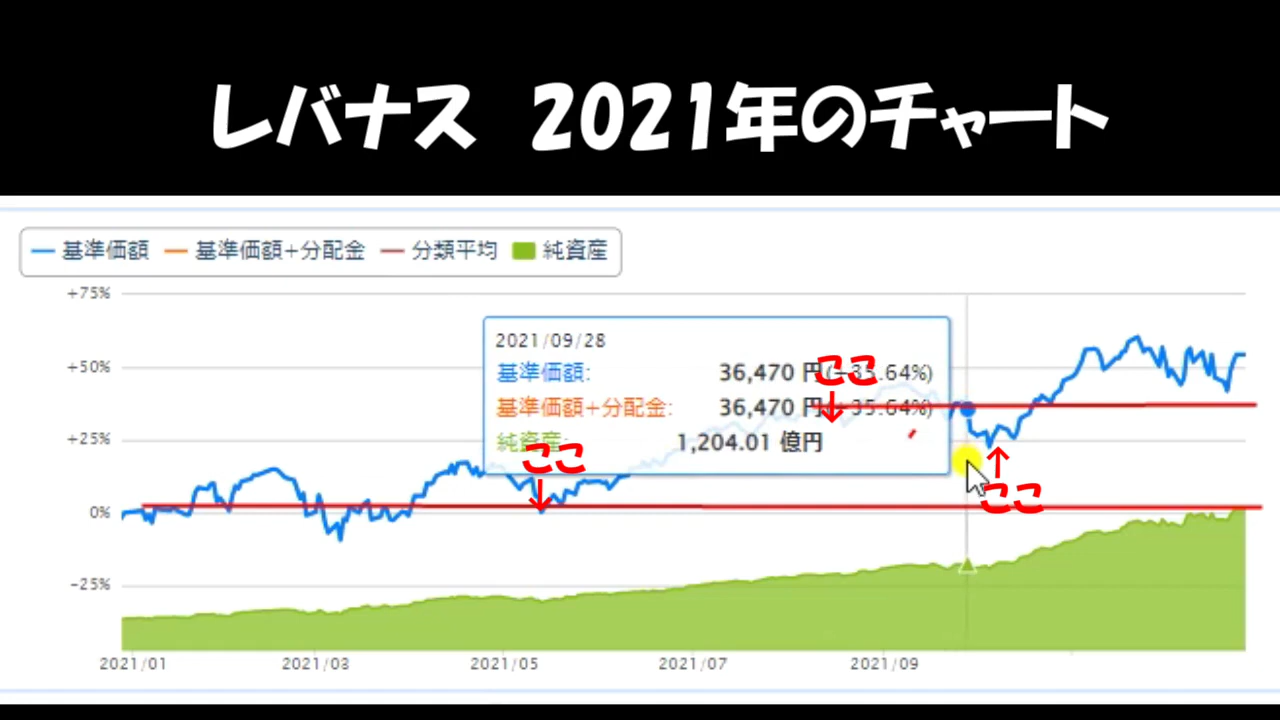 レバナス 2021年のチャート
基準価額 基準価額+分配金 分類平均 純資産
+75%
+50%
+25%
0%
-25%
2021/09/28
基準価額: 36,470 円 (+35.64%)
基準価額+分配金: 36,470 円 (+35.64%)
純資産: 1,204.01 億円
ここ
ここ
ここ
2021/01 2021/03 2021/05 2021/07 2021/09